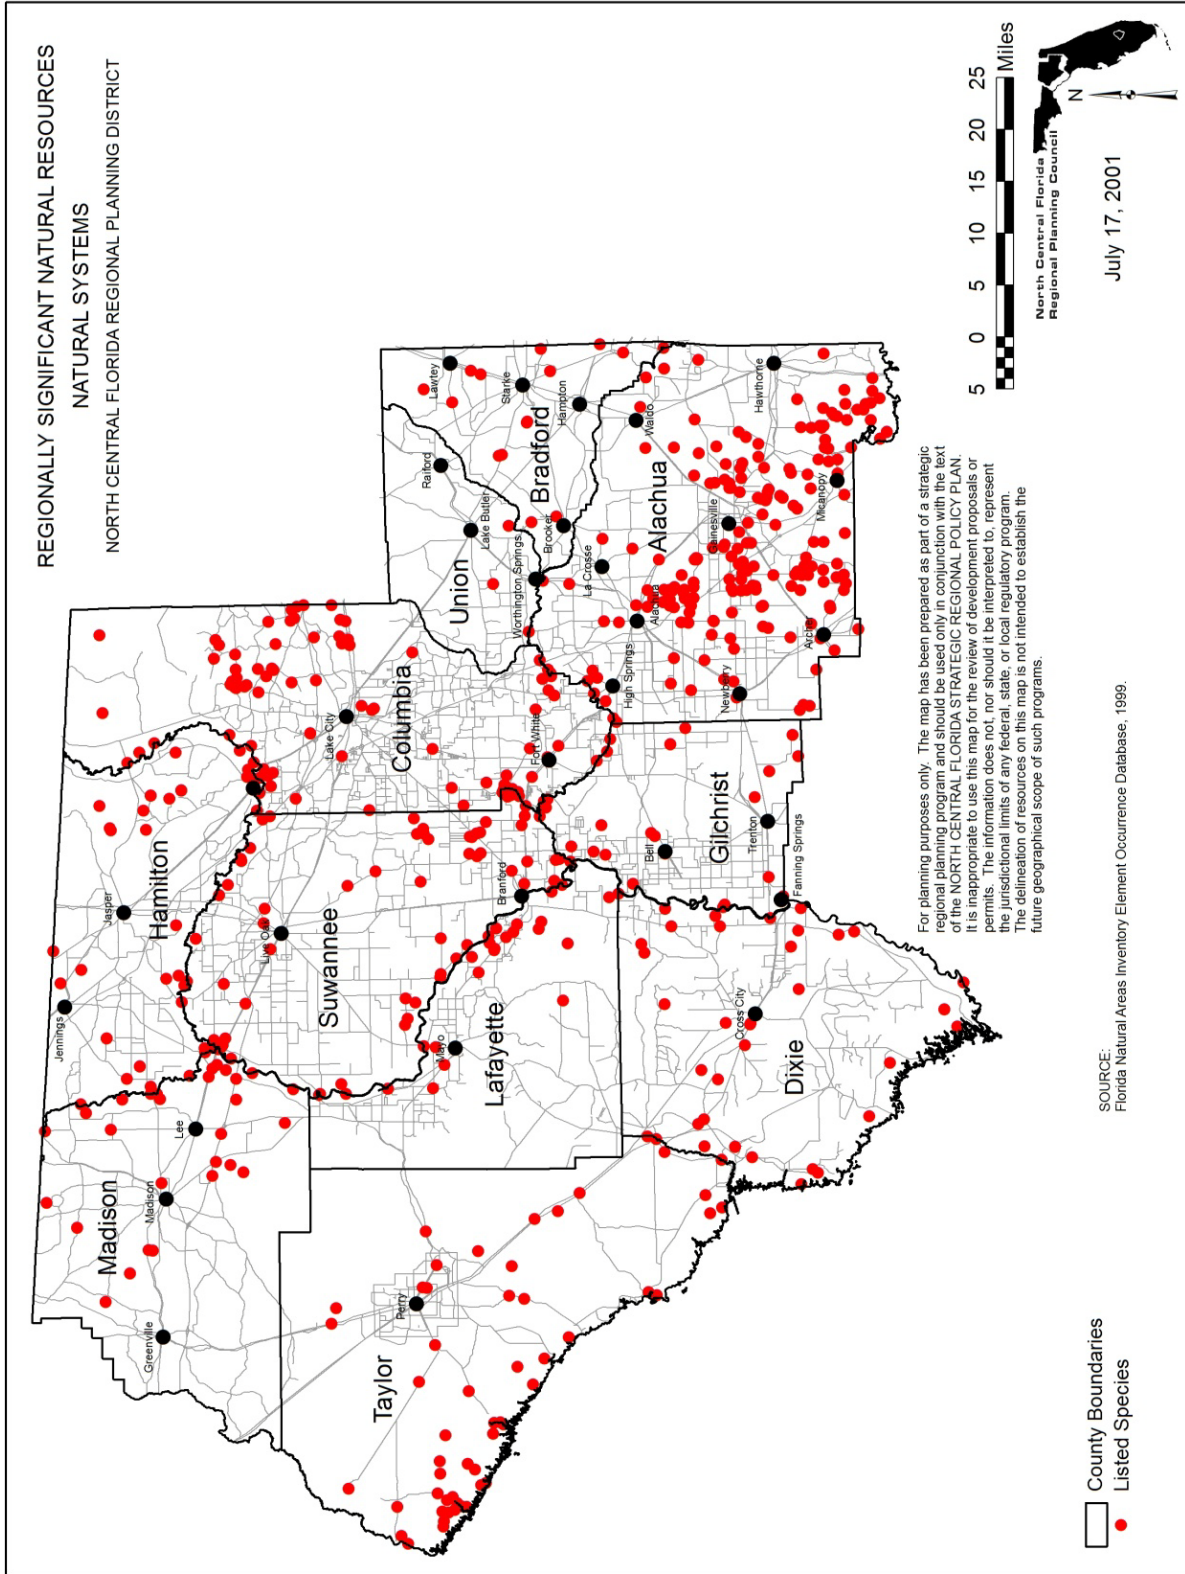 REGIONALLY SIGNIFICANT NATURAL RESOURCES
NATURAL SYSTEMS
NORTH CENTRAL FLORIDA REGIONAL PLANNING DISTRICT
Jennings
Jasper
Hamilton
Madison
Lee
Madison
Greenville
Live Oak
Suwannee
Branford
Lake City
Columbia
Fort White
Union
Raiford
Lake Butler
Worthington Springs
Lawtey
Starke
Bradford
Hampton
Brooker
Taylor
Perry
Mayo
Lafayette
La Crosse
Alachua
Alachua
Waldo
High Springs
Gainesville
Hawthorne
Newberry
Archer
Micanopy
Bell
Gilchrist
Trenton
Fanning Springs
Cross City
Dixie
For planning purposes only. The map has been prepared as part of a strategic
regional planning program and should be used only in conjunction with the text
of the NORTH CENTRAL FLORIDA STRATEGIC REGIONAL POLICY PLAN.
It is inappropriate to use this map for the review of development proposals or
permits. The information does not, nor should it be interpreted to, represent
the jurisdictional limits of any federal, state, or local regulatory program.
The delineation of resources on this map is not intended to establish the
future geographical scope of such programs.
5 0 5 10 15 20 25
Miles
North Central Florida
Regional Planning Council
N
July 17, 2001
SOURCE:
Florida Natural Areas Inventory Element Occurrence Database, 1999.
County Boundaries
Listed Species